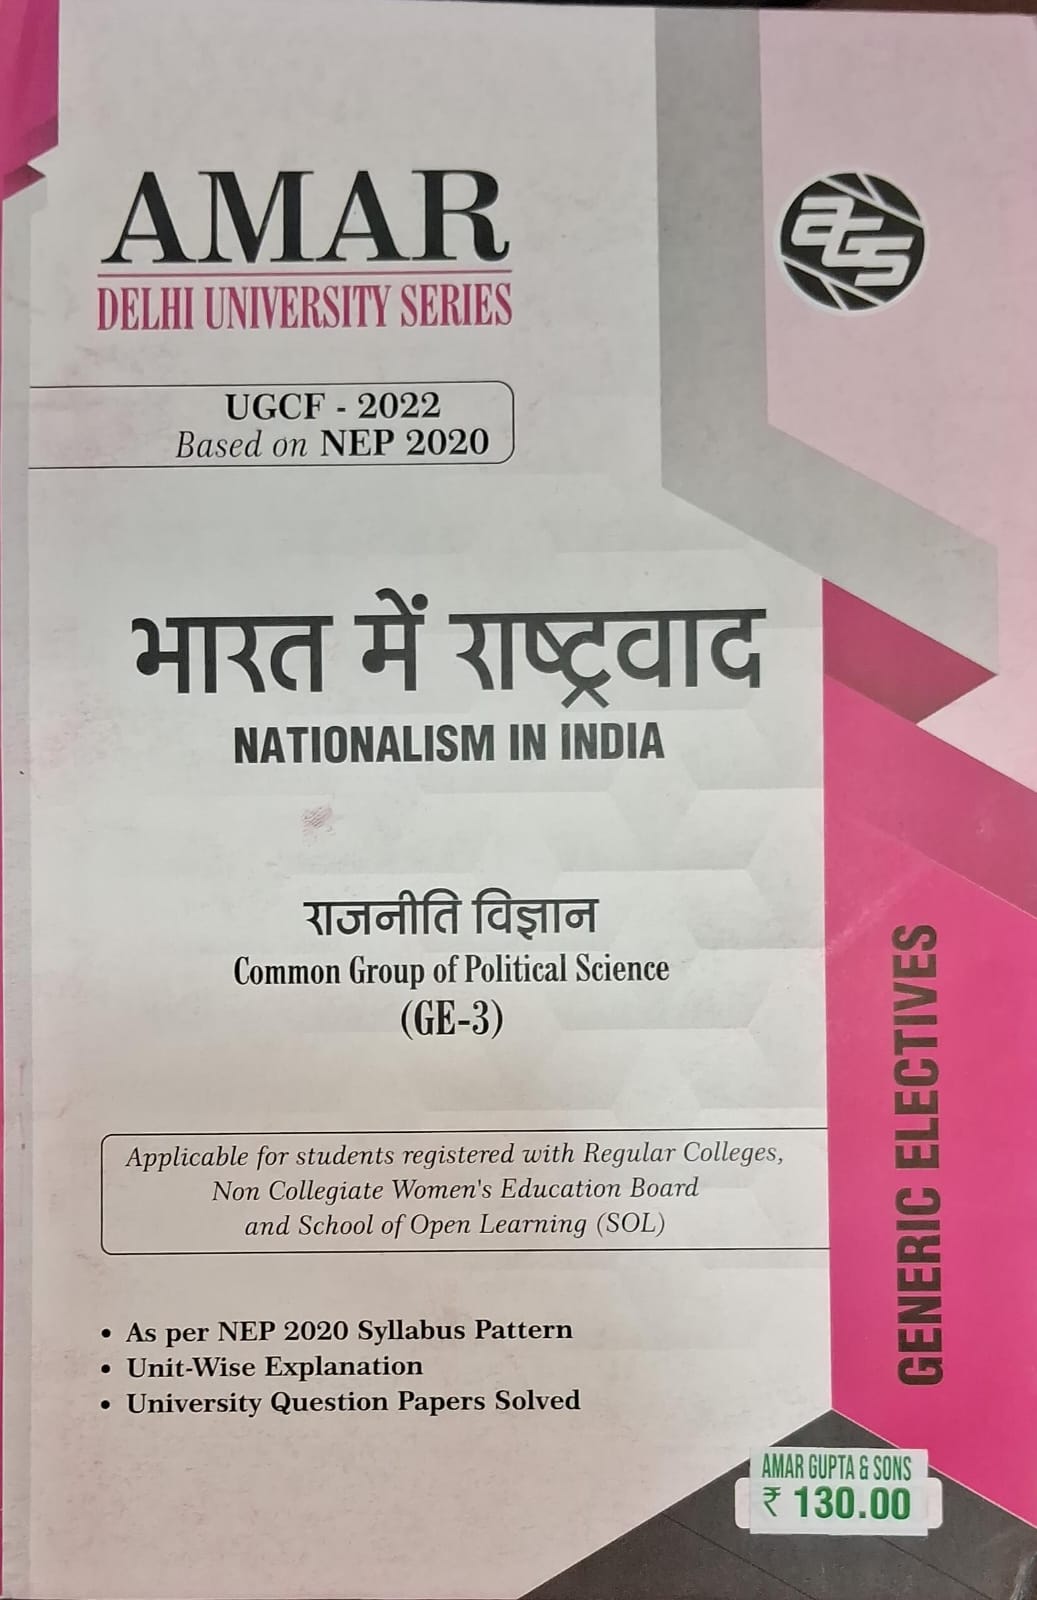 AMAR
DELHI UNIVERSITY SERIES
aGS
UGCF - 2022
Based on NEP 2020
भारत में राष्ट्रवाद
NATIONALISM IN INDIA
राजनीति विज्ञान
Common Group of Political Science
(GE-3)
GENERIC ELECTIVES
Applicable for students registered with Regular Colleges,
Non Collegiate Women's Education Board
and School of Open Learning (SOL)
• As per NEP 2020 Syllabus Pattern
• Unit-Wise Explanation
• University Question Papers Solved
AMAR GUPTA & SONS
₹ 130.00